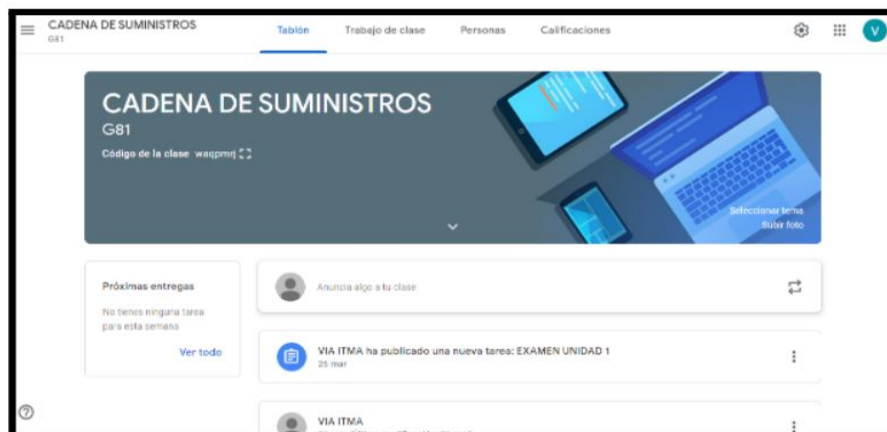 CADENA DE SUMINISTROS
G81
Tablón
Trabajo de clase
Personas
Calificaciones
V
CADENA DE SUMINISTROS
G81
Código de la clase waqpmrj
Seleccionar tema
Subir foto
Próximas entregas
No tienes ninguna tarea
para esta semana
Ver todo
Anuncia algo a tu clase
VIA ITMA ha publicado una nueva tarea: EXAMEN UNIDAD 1
VIA ITMA